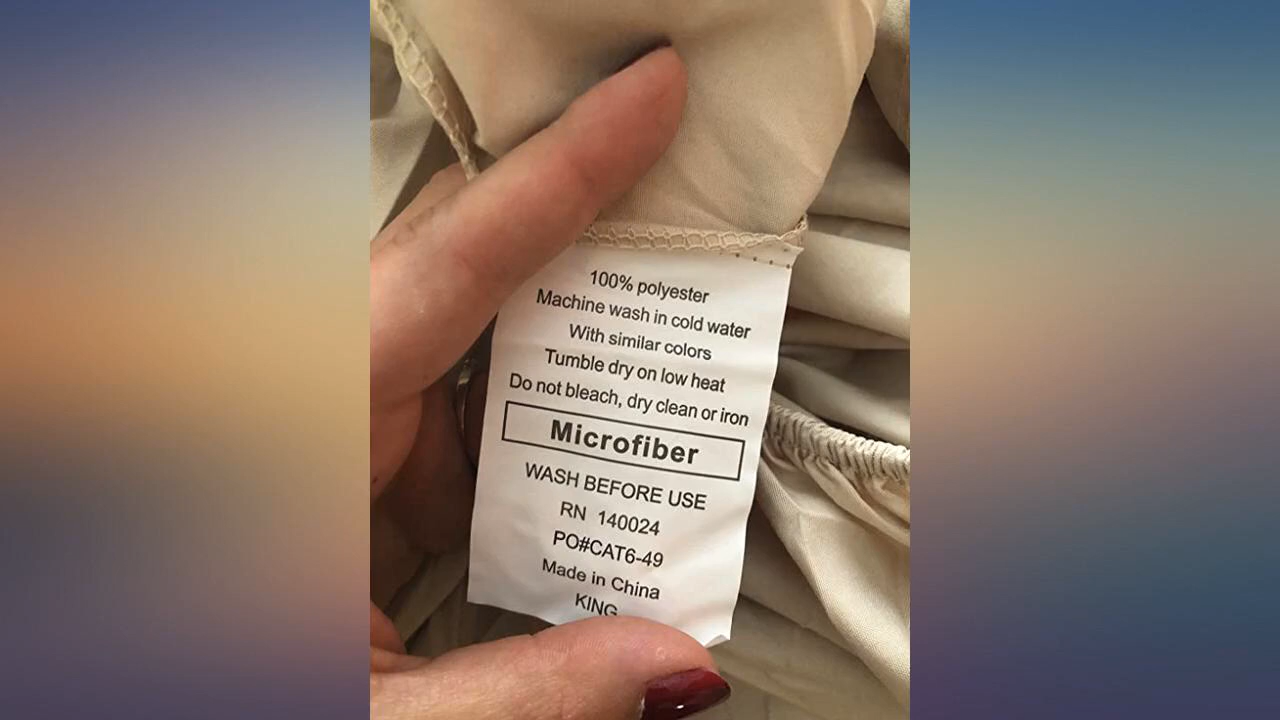 100% polyester
Machine wash in cold water
With similar colors
Tumble dry on low heat
Do not bleach, dry clean or iron
Microfiber
WASH BEFORE USE
RN 140024
PO#CAT6-49
Made in China
KING